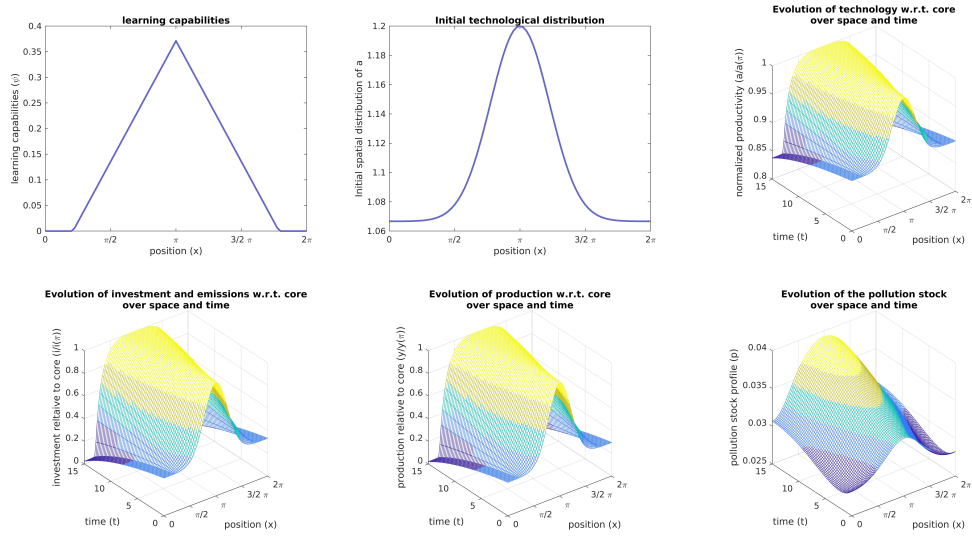 learning capabilities
0.4
0.35
0.3
0.25
0.2
0.15
0.1
0.05
0
learning capabilities (ψ)
0 π/2 π 3/2 π 2π
position (x)
Initial technological distribution
1.2
1.2
1.18
1.16
1.14
1.12
1.1
1.08
1.06
Initial spatial distribution of a
0 π/2 π 3/2 π 2π
position (x)
Evolution of technology w.r.t. core
over space and time
1
0.95
0.9
0.85
0.8
normalized productivity (a/a(π))
15
10
5
0
time (t)
0
π/2
π
3/2 π
2π
position (x)
Evolution of investment and emissions w.r.t. core
over space and time
1
0.8
0.6
0.4
0.2
0
investment reltaive to core (i/i(π))
15
10
5
0
time (t)
0
π/2
π
3/2 π
2π
position (x)
Evolution of production w.r.t. core
over space and time
1
0.8
0.6
0.4
0.2
0
production relative to core (y/y(π))
15
10
5
0
time (t)
0
π/2
π
3/2 π
2π
position (x)
Evolution of the pollution stock
over space and time
0.04
0.035
0.03
0.025
pollution stock profile (p)
15
10
5
0
time (t)
0
π/2
π
3/2 π
2π
position (x)